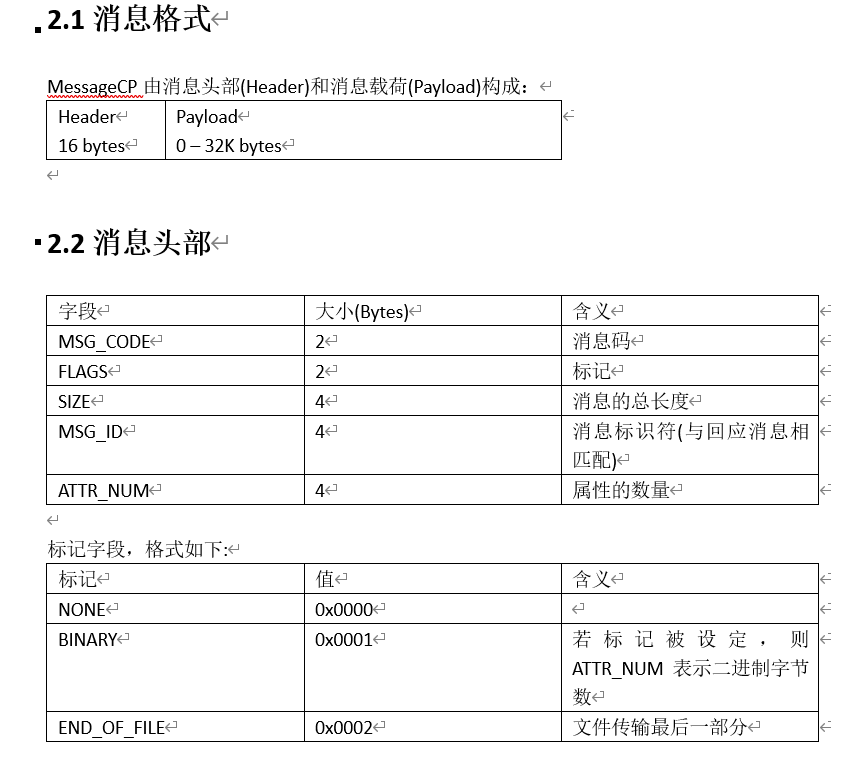 2.1 消息格式
MessageCP 由消息头部(Header)和消息载荷(Payload)构成：
Header Payload
16 bytes 0 – 32K bytes
2.2 消息头部
字段 大小(Bytes) 含义
MSG_CODE 2 消息码
FLAGS 2 标记
SIZE 4 消息的总长度
MSG_ID 4 消息标识符(与回应消息相
匹配)
ATTR_NUM 4 属性的数量
标记字段，格式如下:
标记 值 含义
NONE 0x0000
BINARY 0x0001 若标记被设定，则
ATTR_NUM 表示二进制字节
数
END_OF_FILE 0x0002 文件传输最后一部分